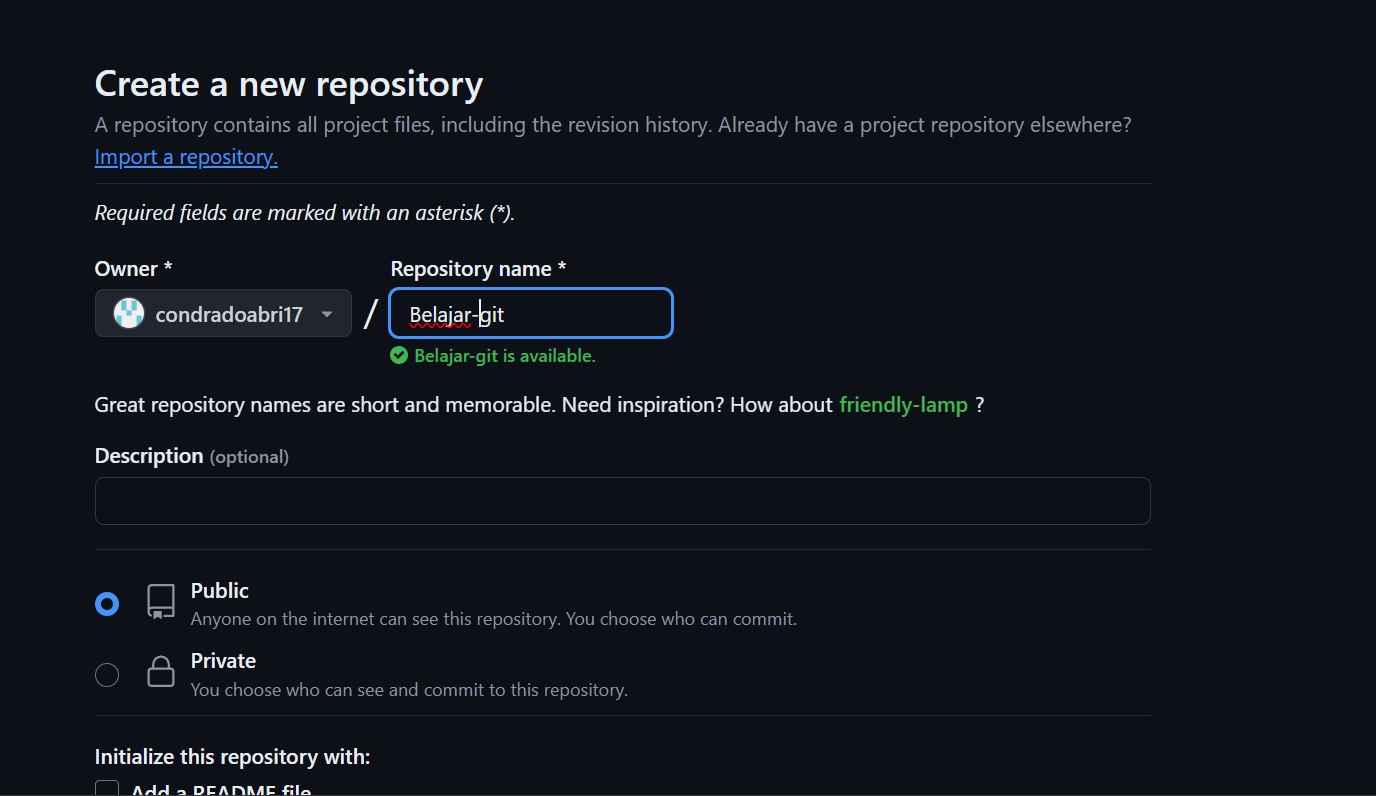 Create a new repository
A repository contains all project files, including the revision history. Already have a project repository elsewhere?
Import a repository.
Required fields are marked with an asterisk (*).
Owner * Repository name *
condradoabri17 / Belajar-git
Belajar-git is available.
Great repository names are short and memorable. Need inspiration? How about friendly-lamp ?
Description (optional)
Public
Anyone on the internet can see this repository. You choose who can commit.
Private
You choose who can see and commit to this repository.
Initialize this repository with:
Add a README file